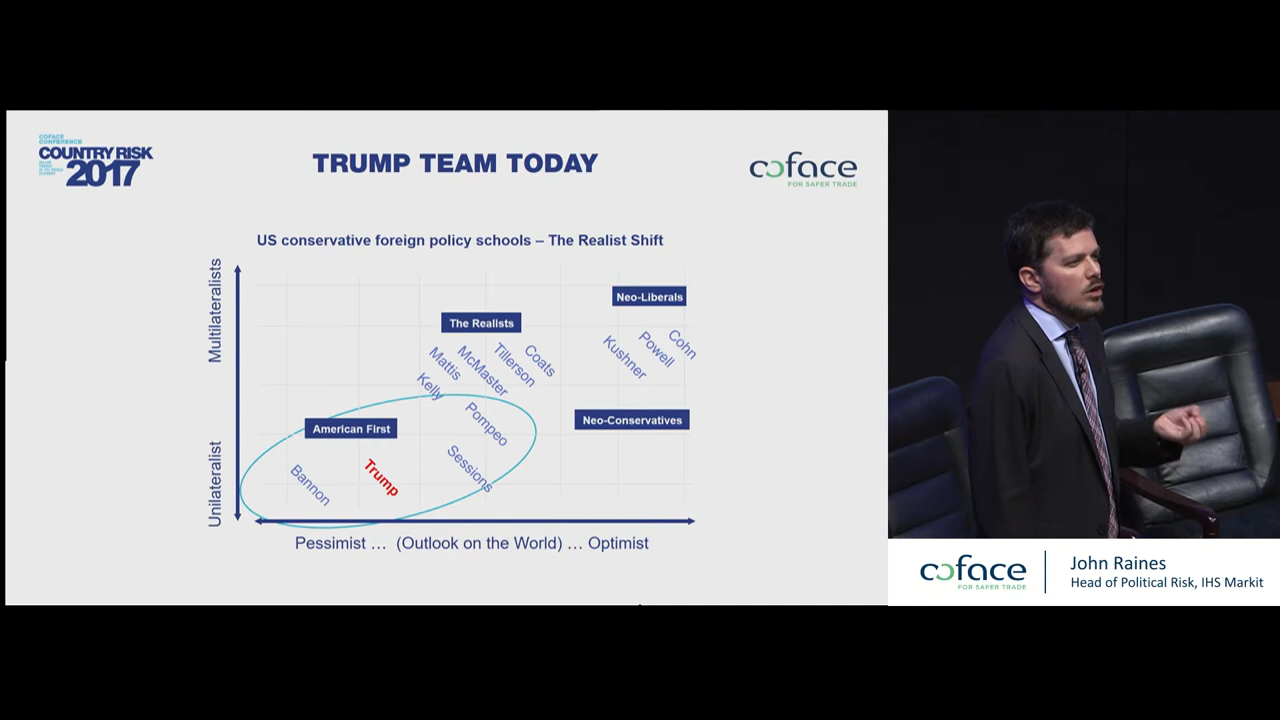 COFACE
CONFERENCE
COUNTRY RISK
2017
TRUMP TEAM TODAY
coface
FOR SAFER TRADE
US conservative foreign policy schools – The Realist Shift
Multilateralists
Unilateralist
Neo-Liberals
The Realists
Cohn
Powell
Kushner
Coats
Tillerson
McMaster
Mattis
Kelly
Pompeo
Neo-Conservatives
American First
Sessions
Trump
Bannon
Pessimist … (Outlook on the World) … Optimist
coface
FOR SAFER TRADE
John Raines
Head of Political Risk, IHS Markit